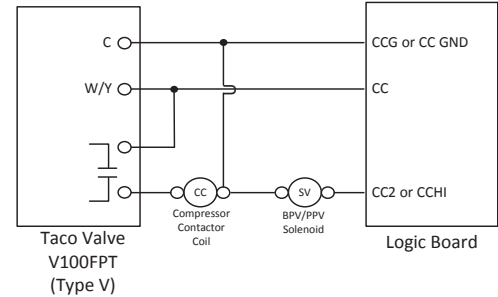 C
CCG or CC GND
W/Y
CC
CC
SV
CC2 or CCHI
Compressor
Contactor
Coil
BPV/PPV
Solenoid
Taco Valve
V100FPT
(Type V)
Logic Board